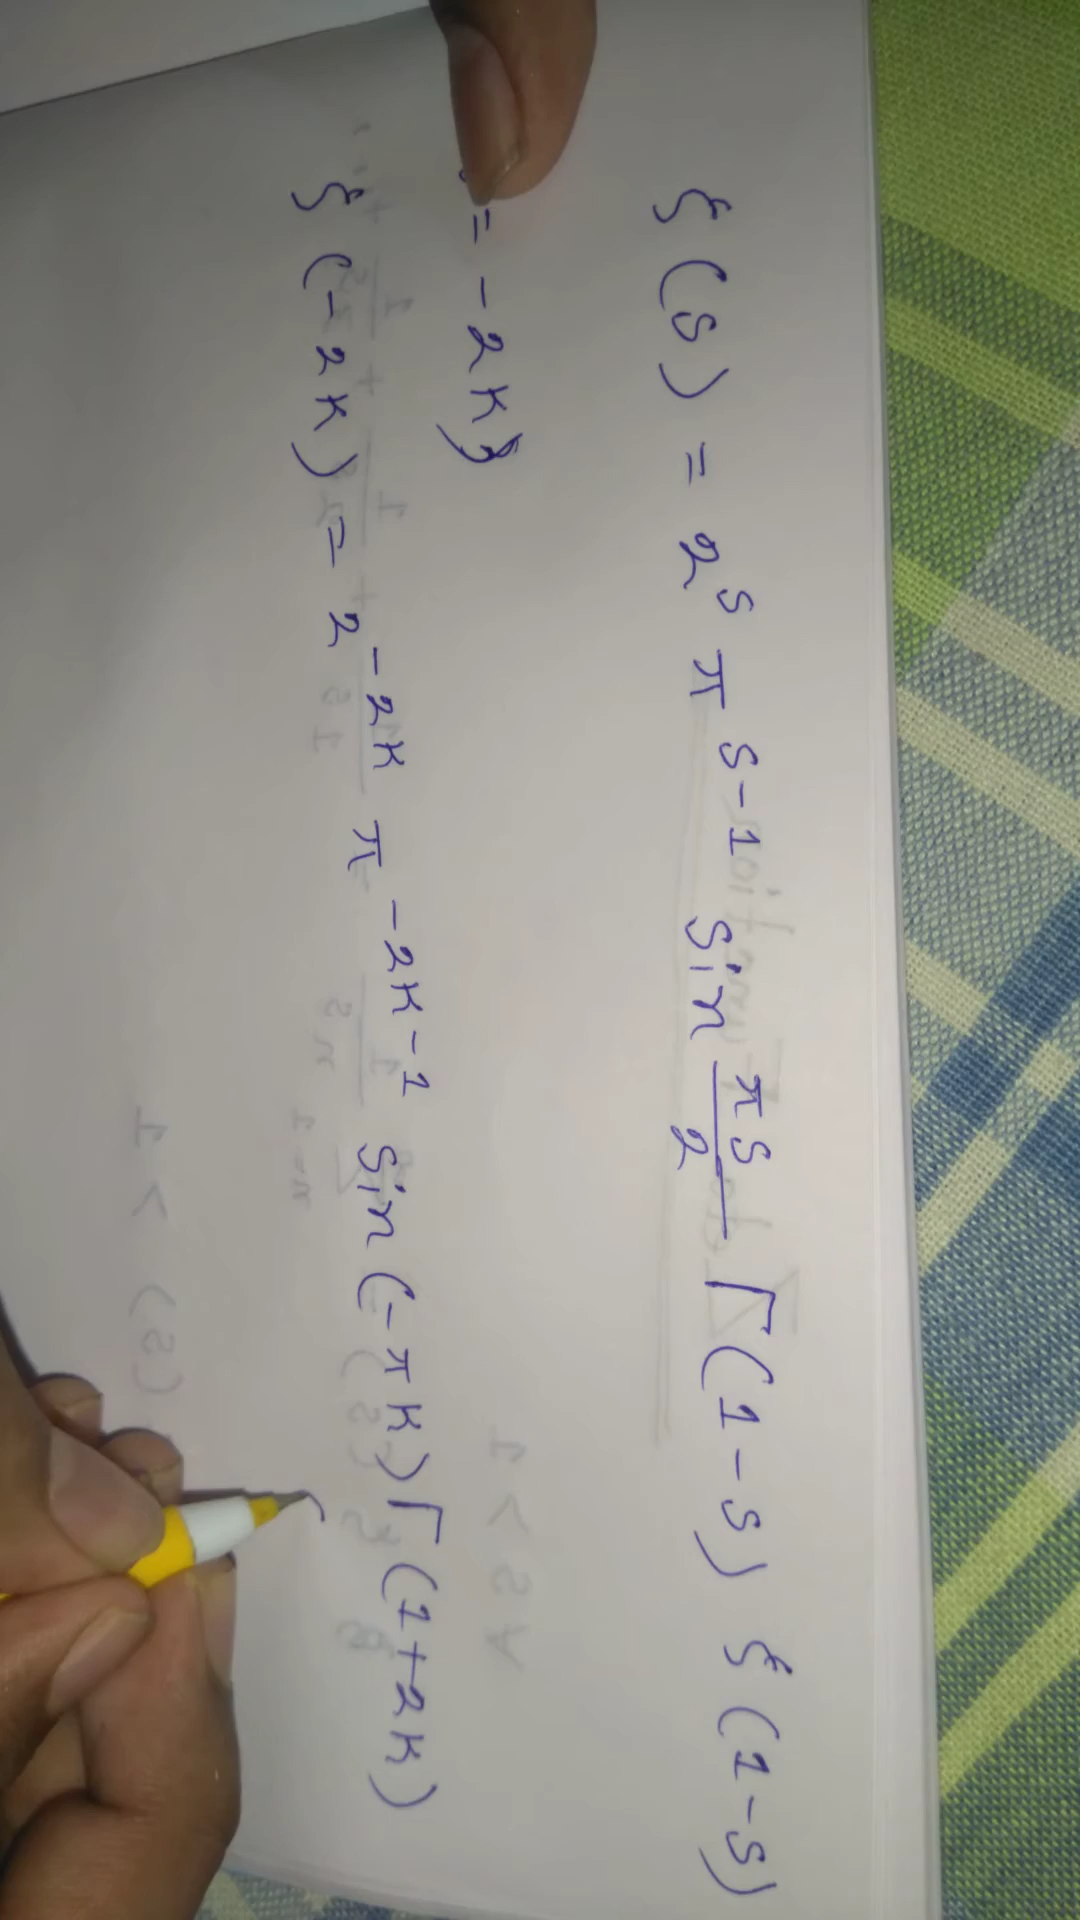 ξ(s) = 2^s π^{s-1} sin πs/2 Γ(1-s) ξ(1-s)
= -2k}
ξ(-2k) = 2^{-2k} π^{-2k-1} sin(-πk) Γ(1+2k)
(